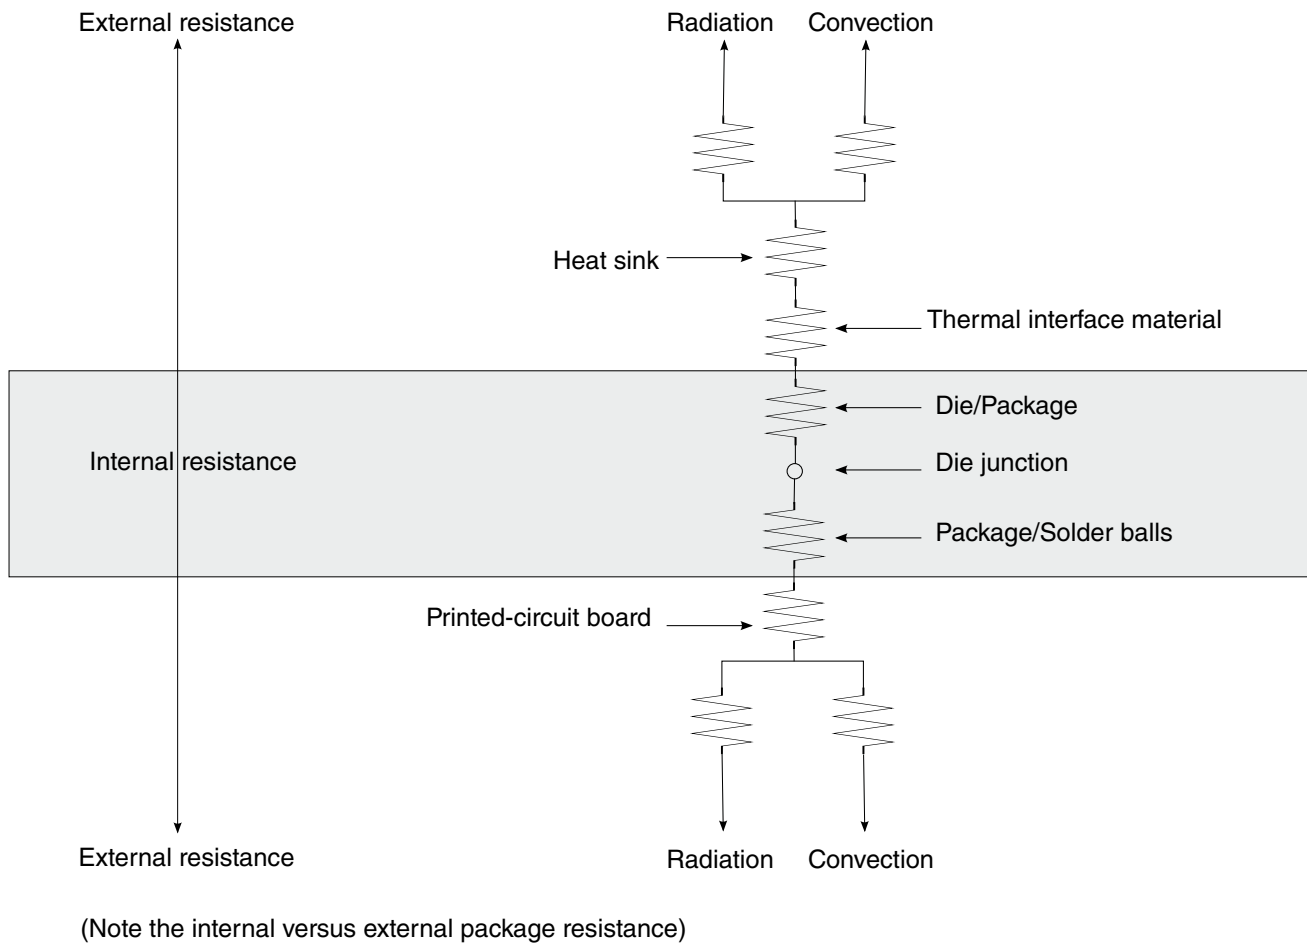 External resistance
Radiation
Convection
Heat sink
Thermal interface material
Die/Package
Internal resistance
Die junction
Package/Solder balls
Printed-circuit board
External resistance
Radiation
Convection
(Note the internal versus external package resistance)